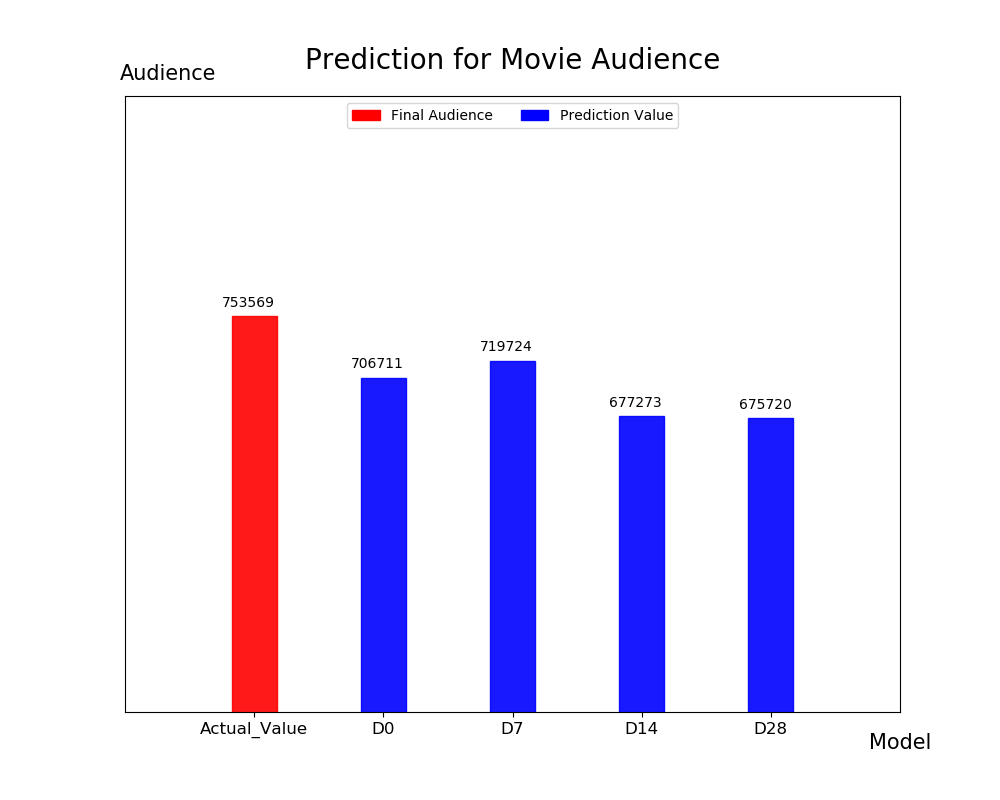 Prediction for Movie Audience
Audience
Final Audience
Prediction Value
753569
706711
719724
677273
675720
Actual_Value
D0
D7
D14
D28
Model